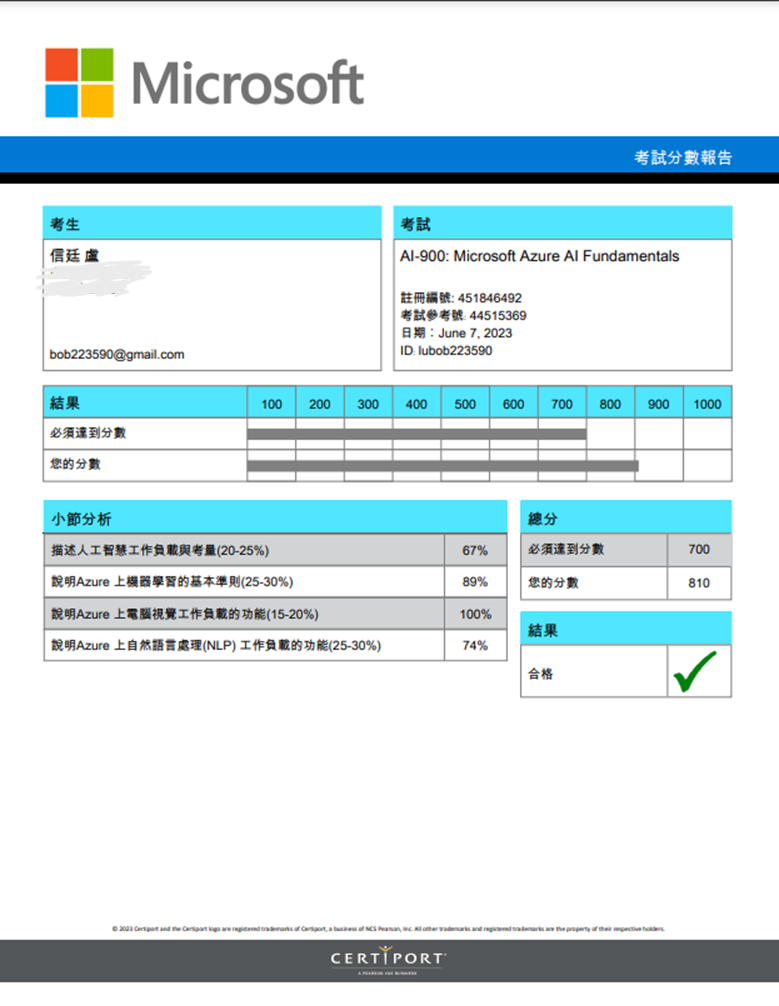 Microsoft
考試分數報告
考生
信廷 盧
bob223590@gmail.com
考試
AI-900: Microsoft Azure AI Fundamentals
註冊編號: 451846492
考試參考號: 44515369
日期：June 7, 2023
ID: lubob223590
結果 100 200 300 400 500 600 700 800 900 1000
必須達到分數
您的分數
小節分析
描述人工智慧工作負載與考量(20-25%) 67%
說明Azure 上機器學習的基本準則(25-30%) 89%
說明Azure 上電腦視覺工作負載的功能(15-20%) 100%
說明Azure 上自然語言處理(NLP) 工作負載的功能(25-30%) 74%
總分
必須達到分數 700
您的分數 810
結果
合格
© 2023 Certiport and the Certiport logo are registered trademarks of Certiport, a business of NCS Pearson, Inc. All other trademarks and registered trademarks are the property of their respective holders.
CERTIPORT
A PEARSON VUE BUSINESS